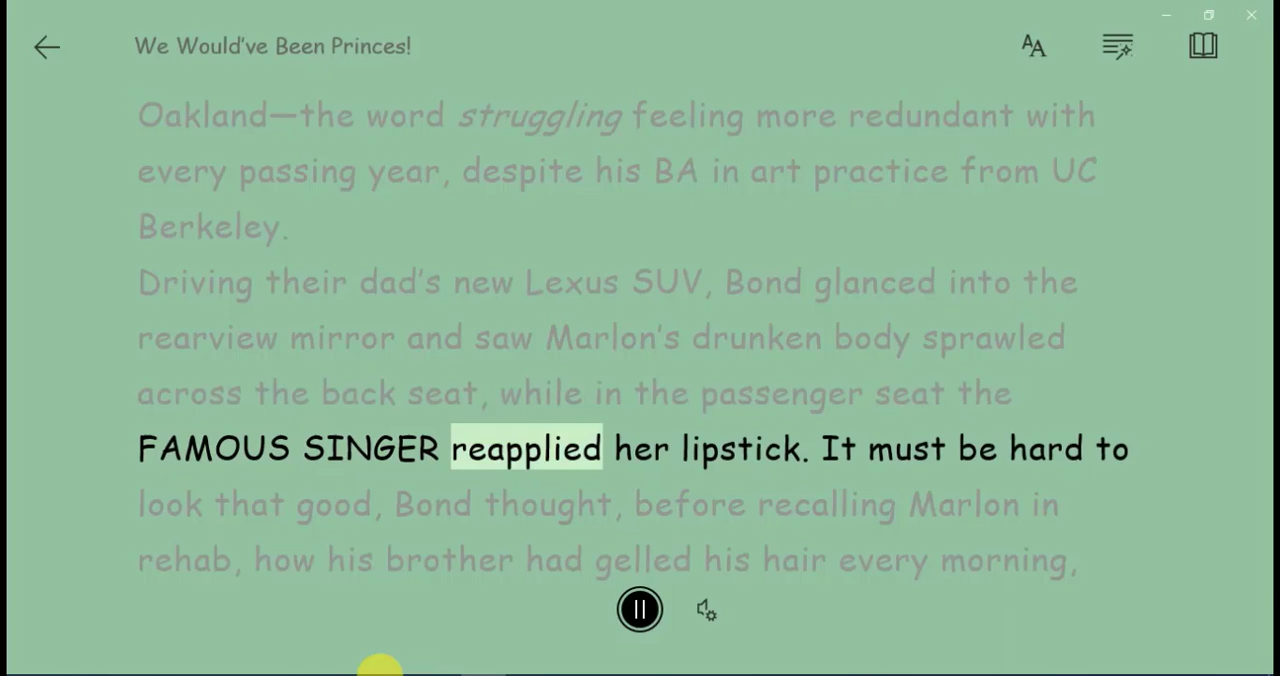 We Would've Been Princes!
Oakland—the word struggling feeling more redundant with
every passing year, despite his BA in art practice from UC
Berkeley.
Driving their dad's new Lexus SUV, Bond glanced into the
rearview mirror and saw Marlon's drunken body sprawled
across the back seat, while in the passenger seat the
FAMOUS SINGER reapplied her lipstick. It must be hard to
look that good, Bond thought, before recalling Marlon in
rehab, how his brother had gelled his hair every morning,